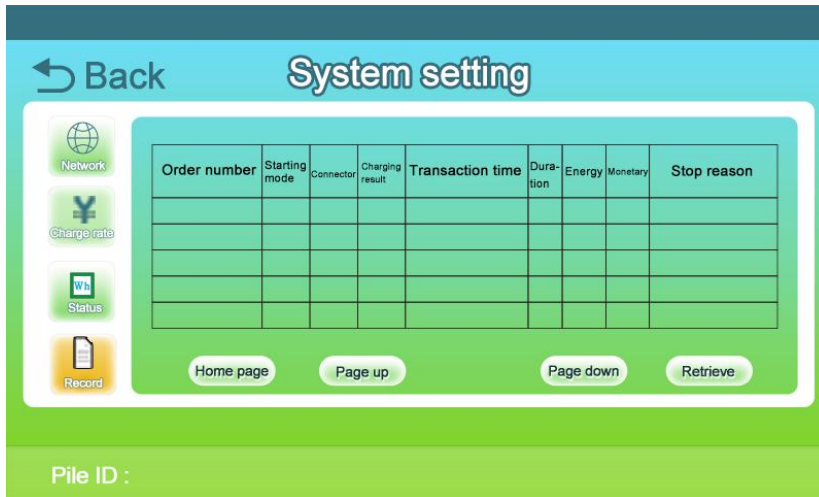 Back
System setting
Network
¥
Charge rate
Wh
Status
Record
Order number
Starting
mode
Connector
Charging
result
Transaction time
Dura-
tion
Energy
Monetary
Stop reason
Home page
Page up
Page down
Retrieve
Pile ID :